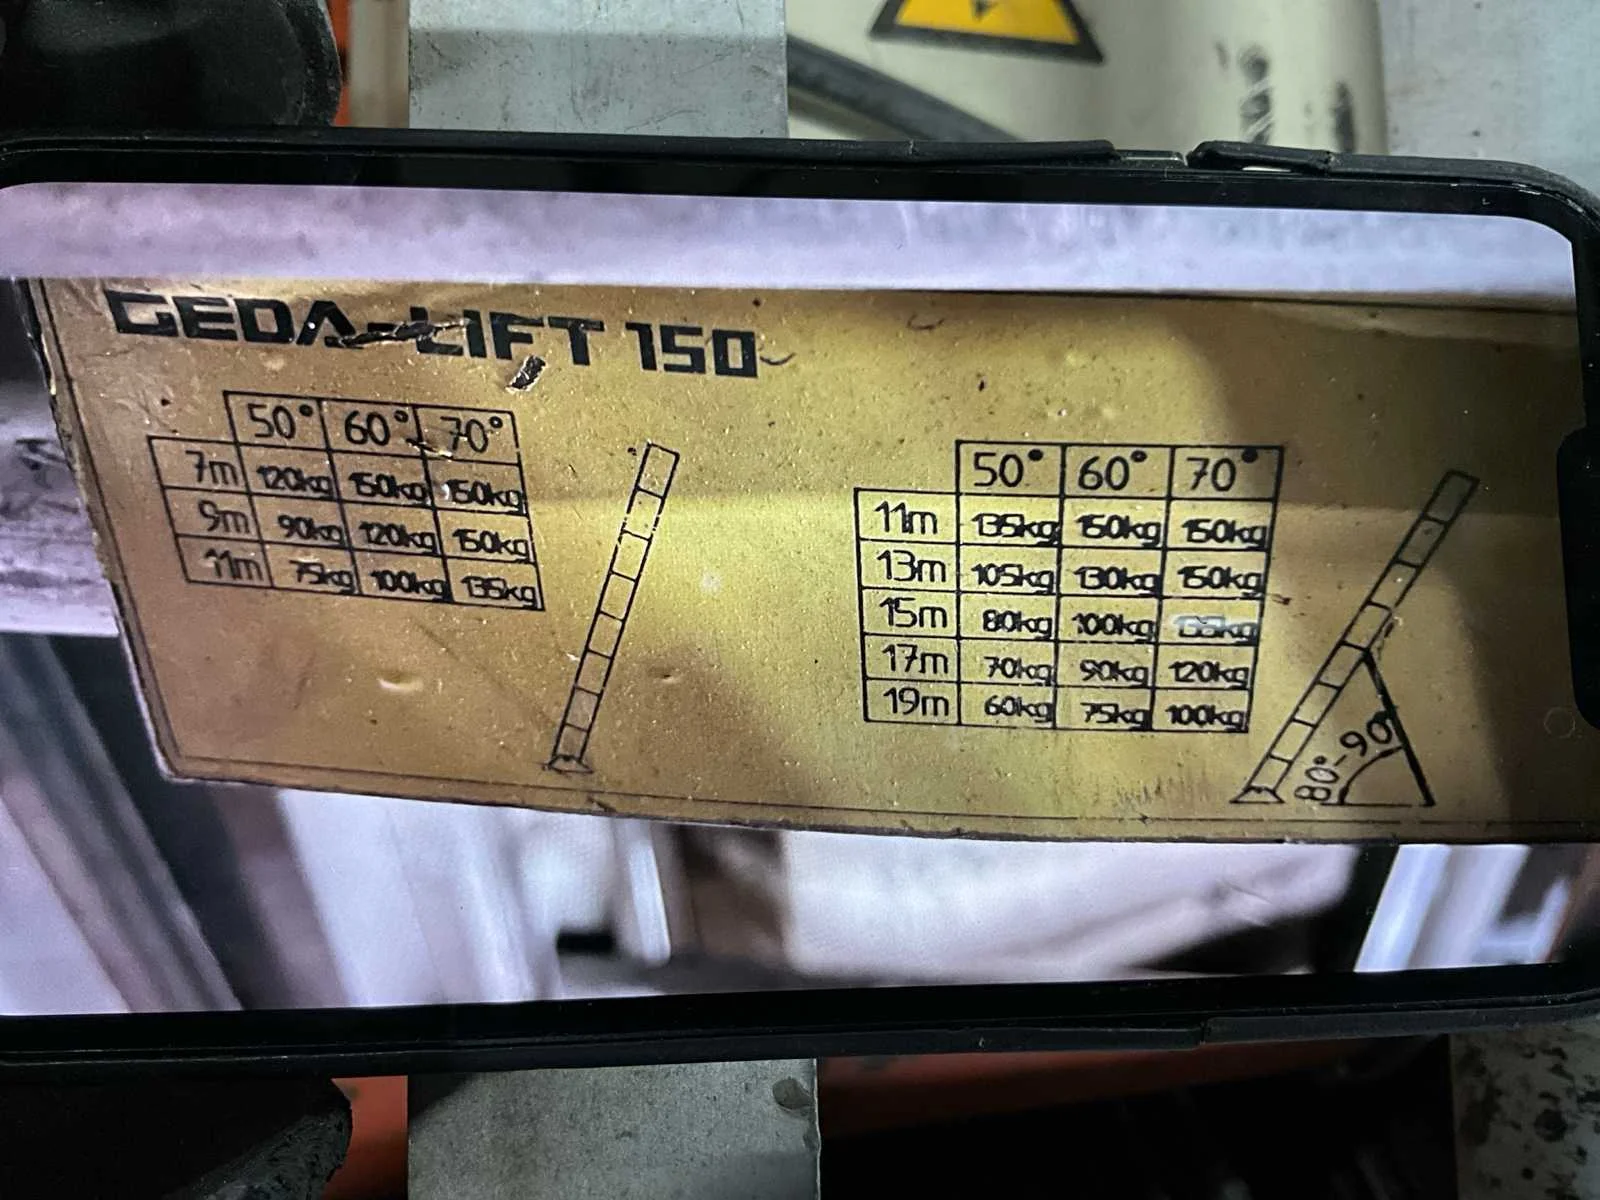 GEDA-LIFT 150
50° 60° 70°
7m 120kg 150kg 150kg
9m 90kg 120kg 150kg
11m 75kg 100kg 135kg
50° 60° 70°
11m 135kg 150kg 150kg
13m 105kg 130kg 150kg
15m 80kg 100kg
17m 70kg 90kg 120kg
19m 60kg 75kg 100kg
80°-90°